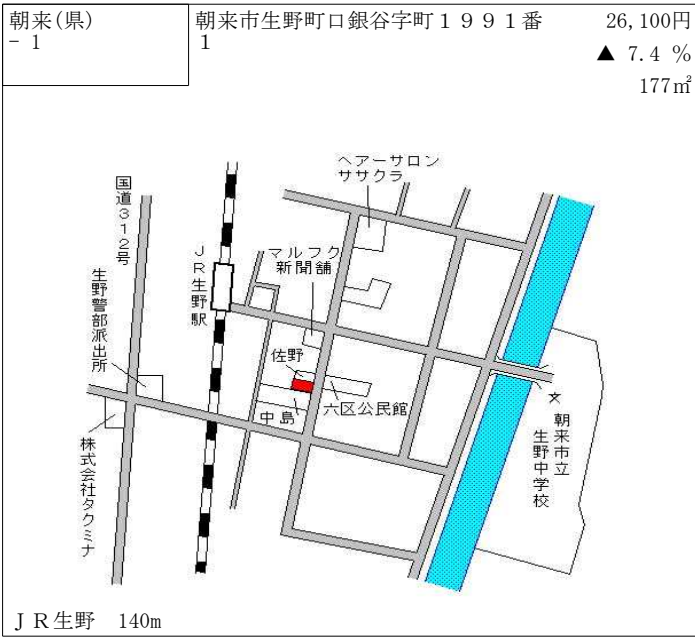 朝来(県)
－ 1
朝来市生野町口銀谷字町１９９１番
1
26,100円
▲ 7.4 %
177㎡
ヘアーサロン
ササクラ
国道３１２号
ＪＲ生野駅
マルフク
新聞舗
生野警部派出所
佐野
六区公民館
中島
株式会社タクミナ
文
朝来市立
生野中学校
ＪＲ生野　140m